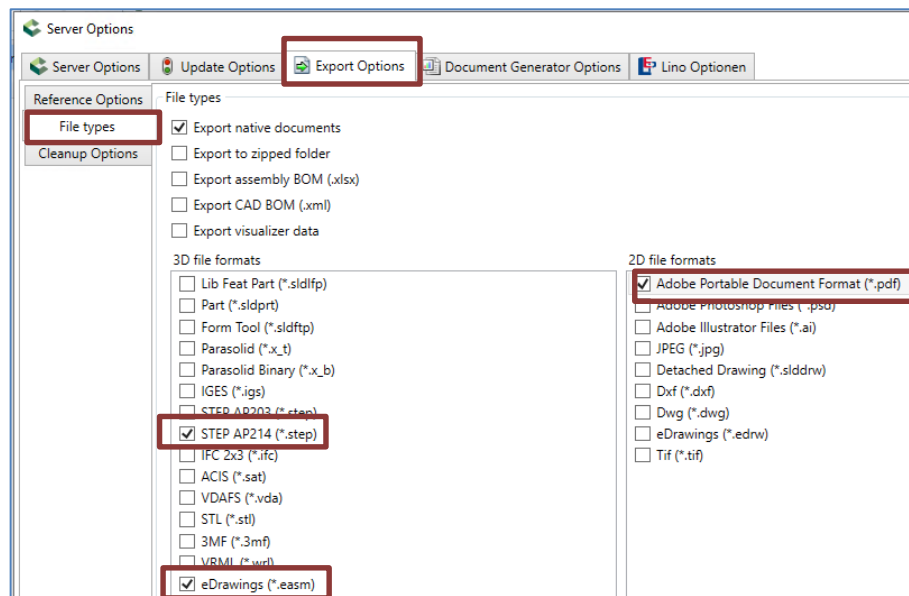 Server Options
Server Options Update Options Export Options Document Generator Options Lino Optionen
Reference Options
File types
Cleanup Options
File types
Export native documents
Export to zipped folder
Export assembly BOM (.xlsx)
Export CAD BOM (.xml)
Export visualizer data
3D file formats
Lib Feat Part (*.sldlfp)
Part (*.sldprt)
Form Tool (*.sldftp)
Parasolid (*.x_t)
Parasolid Binary (*.x_b)
IGES (*.igs)
STEP AP203 (*.step)
STEP AP214 (*.step)
IFC 2x3 (*.ifc)
ACIS (*.sat)
VDAFS (*.vda)
STL (*.stl)
3MF (*.3mf)
VRML (*.wrl)
eDrawings (*.easm)
2D file formats
Adobe Portable Document Format (*.pdf)
Adobe Photoshop Files (*.psd)
Adobe Illustrator Files (*.ai)
JPEG (*.jpg)
Detached Drawing (*.slddrw)
Dxf (*.dxf)
Dwg (*.dwg)
eDrawings (*.edrw)
Tif (*.tif)